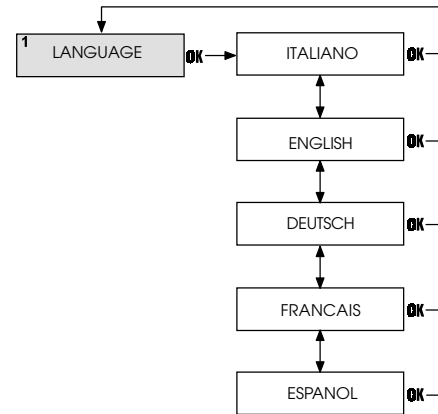 1
LANGUAGE OK ITALIANO OK
ENGLISH OK
DEUTSCH OK
FRANCAIS OK
ESPANOL OK